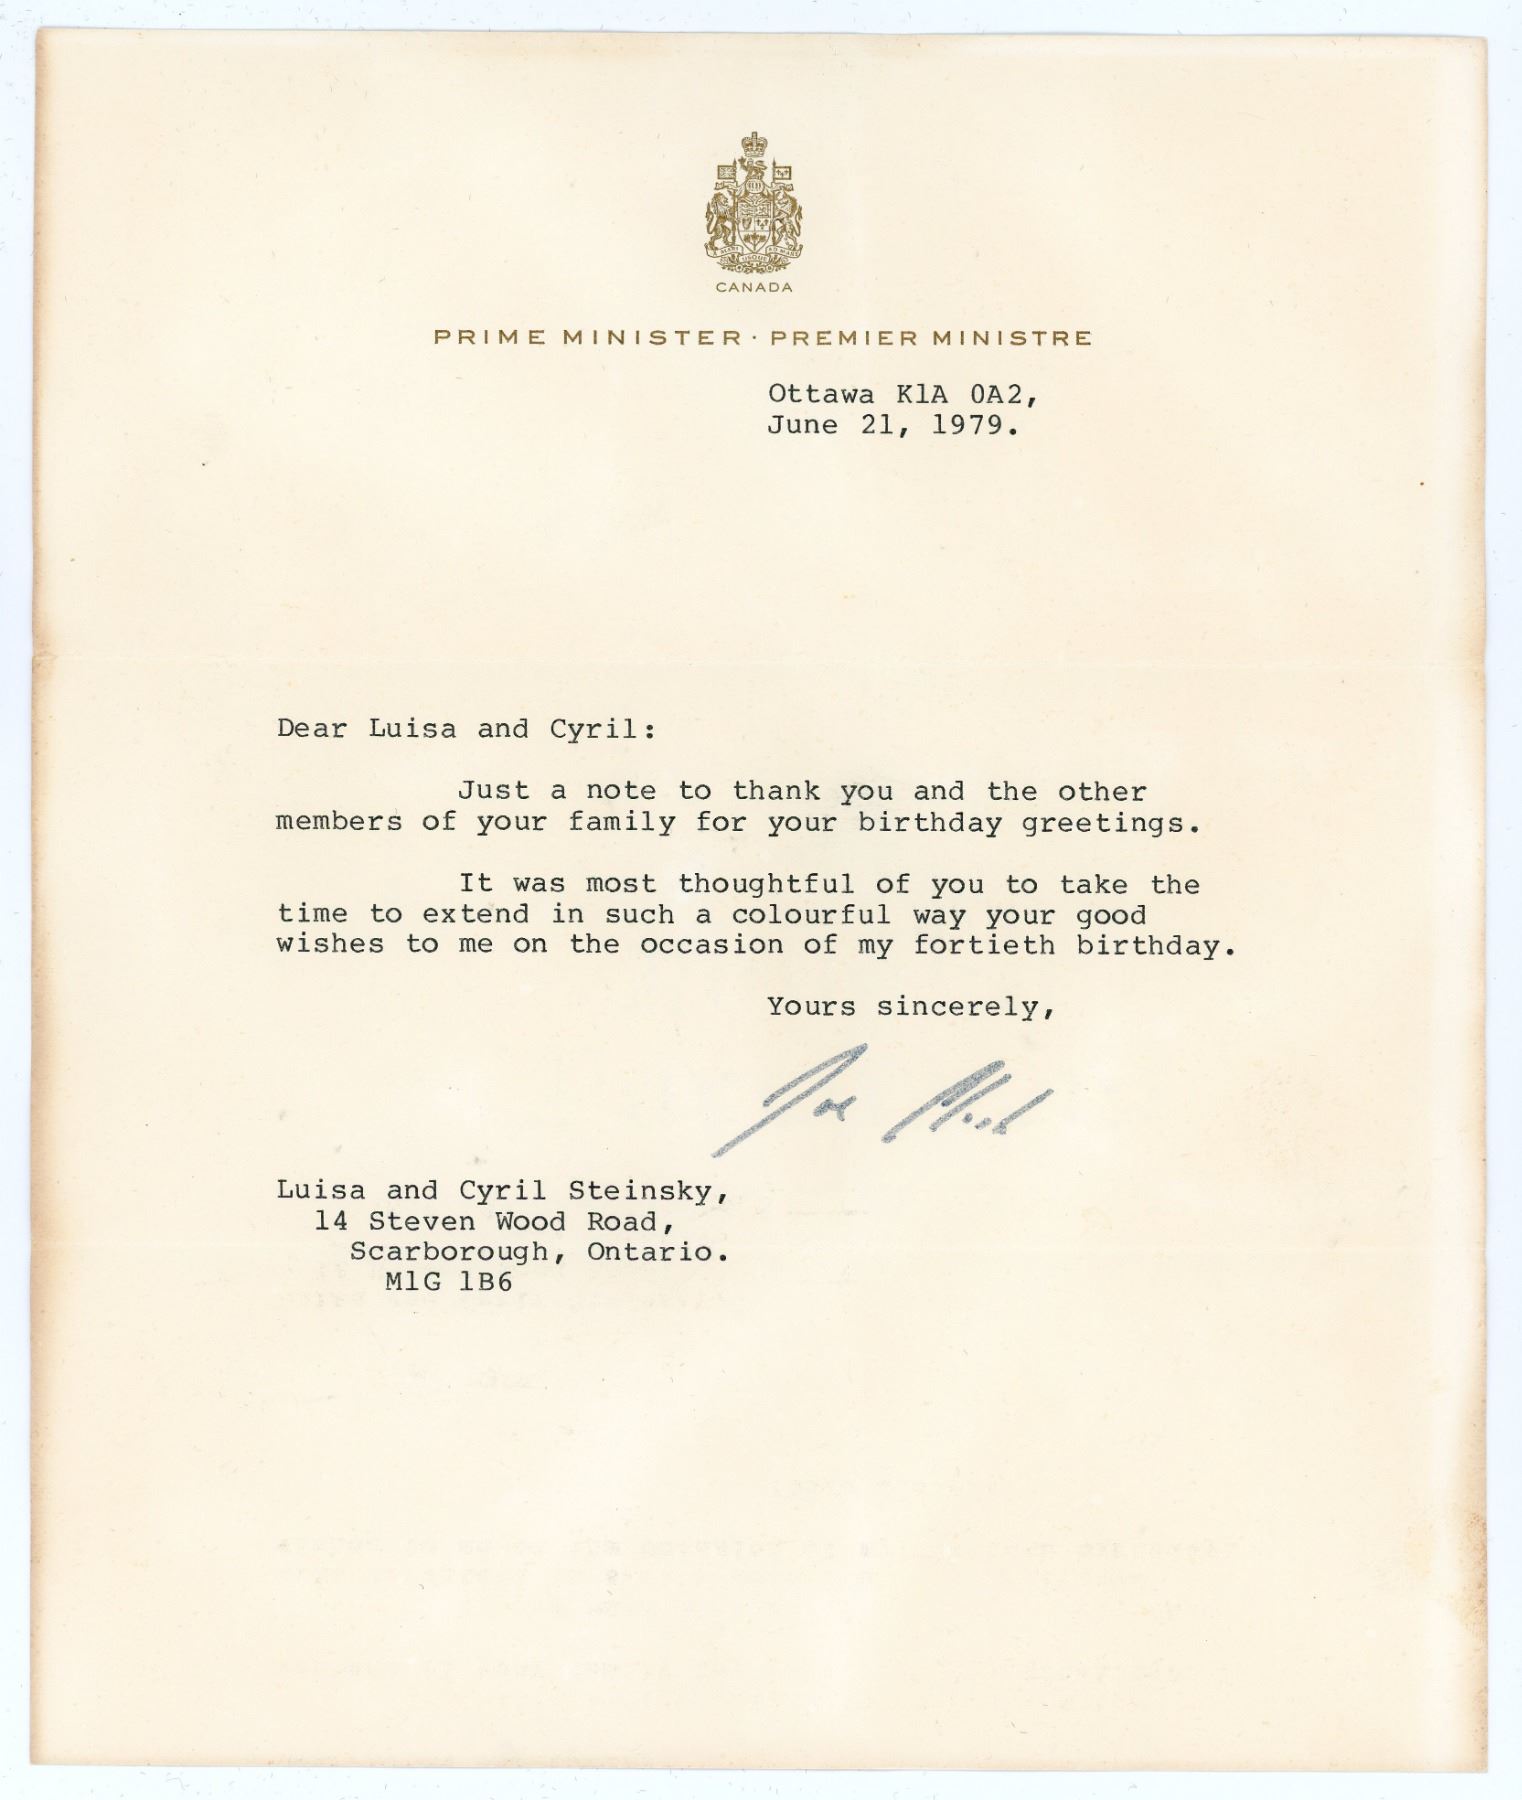 CANADA
PRIME MINISTER · PREMIER MINISTRE
Ottawa K1A 0A2,
June 21, 1979.
Dear Luisa and Cyril:
Just a note to thank you and the other
members of your family for your birthday greetings.
It was most thoughtful of you to take the
time to extend in such a colourful way your good
wishes to me on the occasion of my fortieth birthday.
Yours sincerely,
Joe Clark
Luisa and Cyril Steinsky,
14 Steven Wood Road,
Scarborough, Ontario.
M1G 1B6